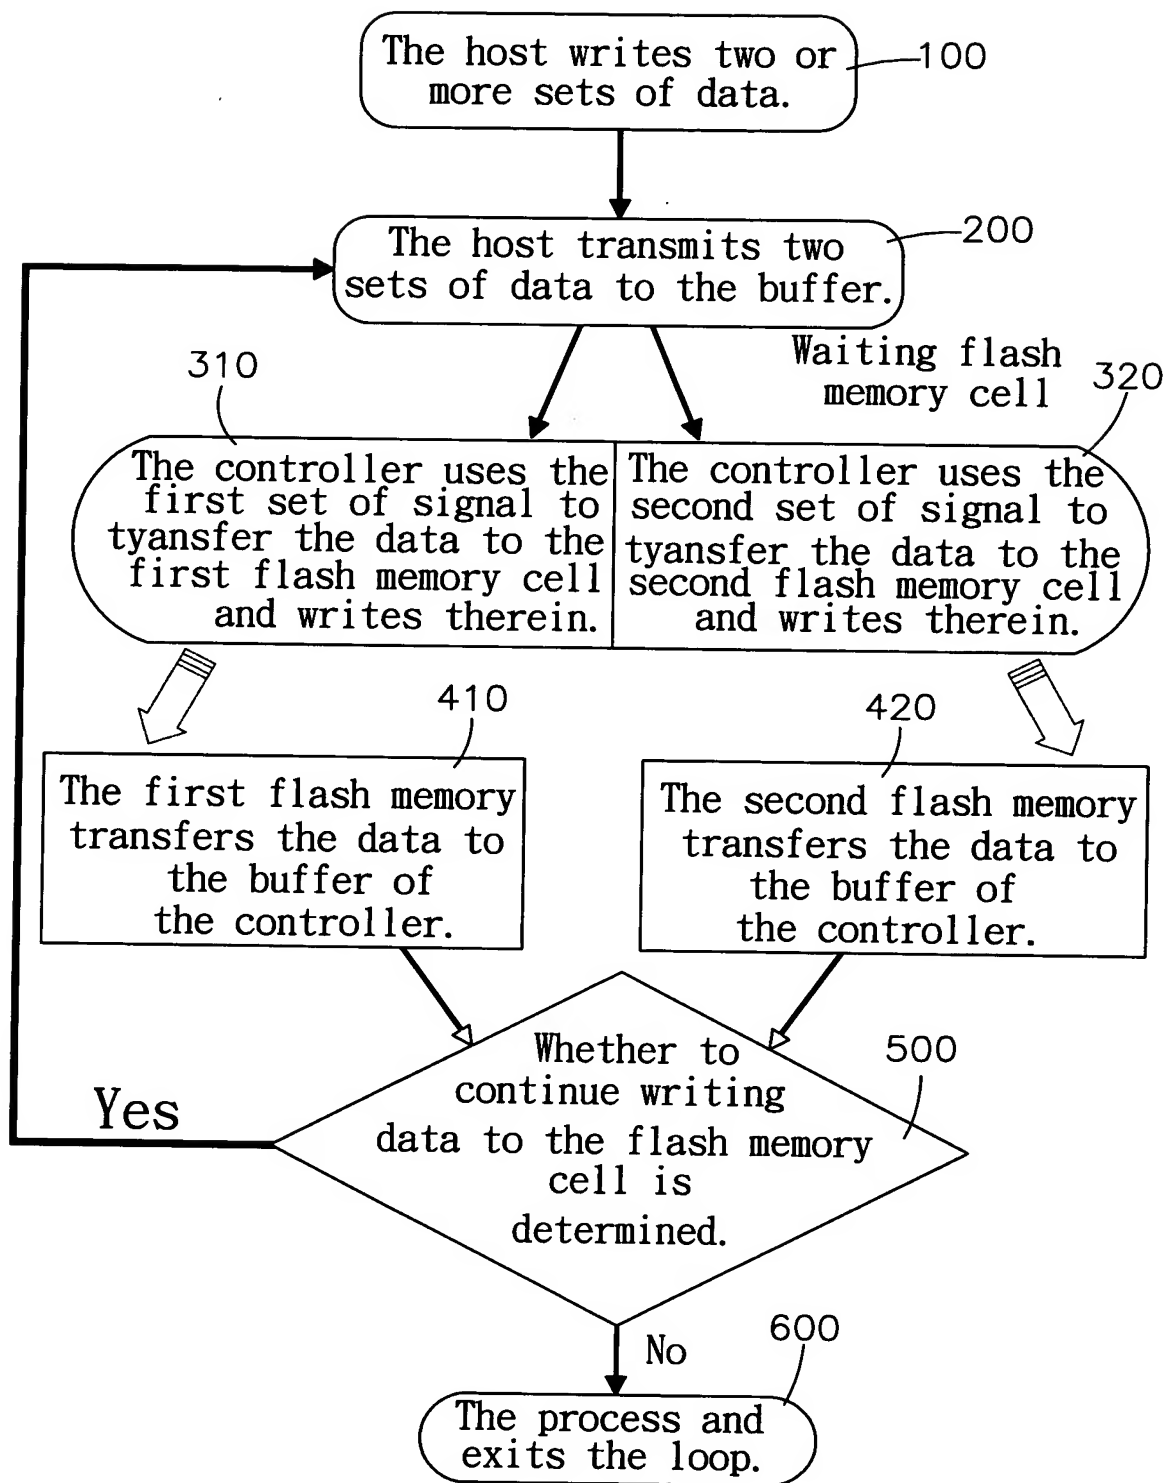 The host writes two or
more sets of data.
100
The host transmits two
sets of data to the buffer.
200
Waiting flash
memory cell
310
320
The controller uses the
first set of signal to
tyansfer the data to the
first flash memory cell
and writes therein.
The controller uses the
second set of signal to
tyansfer the data to the
second flash memory cell
and writes therein.
410
420
The first flash memory
transfers the data to
the buffer of
the controller.
The second flash memory
transfers the data to
the buffer of
the controller.
Whether to
continue writing
data to the flash memory
cell is
determined.
500
Yes
No
600
The process and
exits the loop.